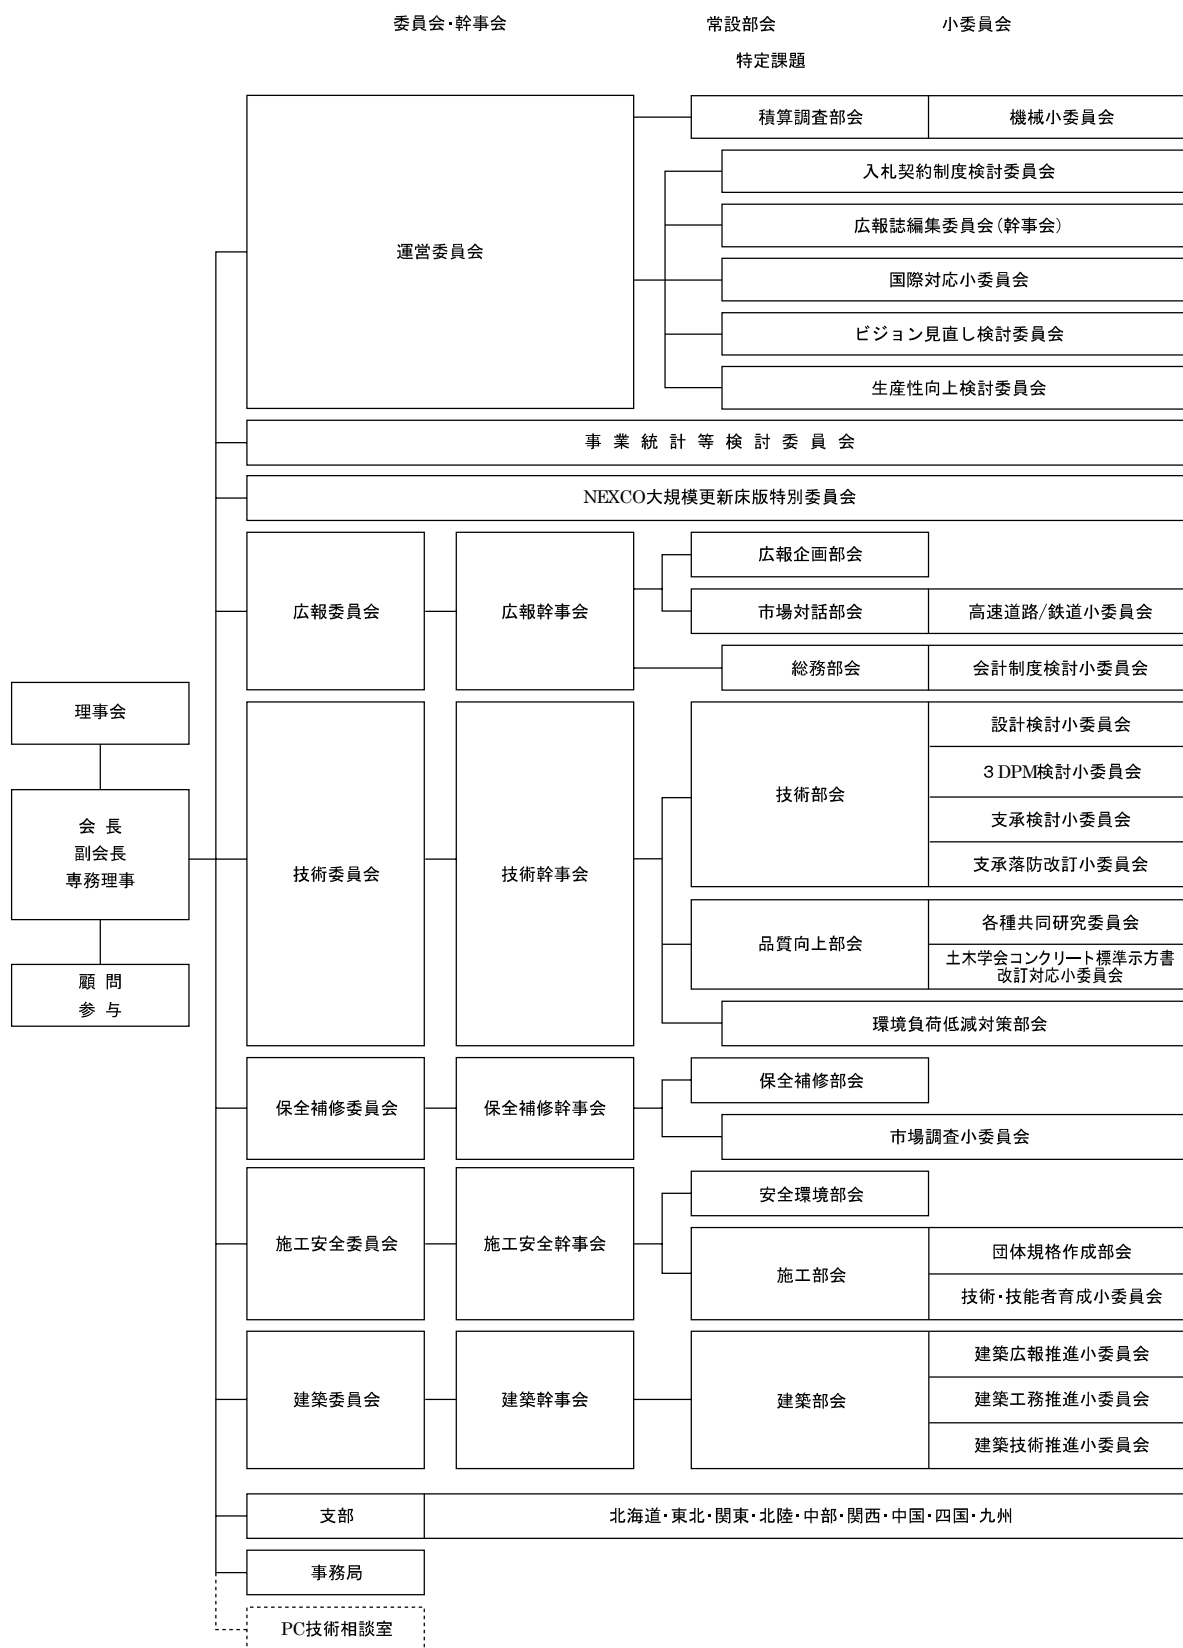 委員会・幹事会 常設部会 小委員会
特定課題
積算調査部会 機械小委員会
入札契約制度検討委員会
広報誌編集委員会(幹事会)
運営委員会
国際対応小委員会
ビジョン見直し検討委員会
生産性向上検討委員会
事業統計等検討委員会
NEXCO大規模更新床版特別委員会
広報企画部会
広報委員会 広報幹事会 市場対話部会 高速道路/鉄道小委員会
総務部会 会計制度検討小委員会
理事会
会長
副会長
専務理事
顧問
参与
技術委員会 技術幹事会 技術部会
設計検討小委員会
3DPM検討小委員会
支承検討小委員会
支承落防改訂小委員会
品質向上部会 各種共同研究委員会
土木学会コンクリート標準示方書
改訂対応小委員会
環境負荷低減対策部会
保全補修委員会 保全補修幹事会 保全補修部会
市場調査小委員会
施工安全委員会 施工安全幹事会 安全環境部会
施工部会 団体規格作成部会
技術・技能者育成小委員会
建築委員会 建築幹事会 建築部会
建築広報推進小委員会
建築工務推進小委員会
建築技術推進小委員会
支部 北海道・東北・関東・北陸・中部・関西・中国・四国・九州
事務局
PC技術相談室